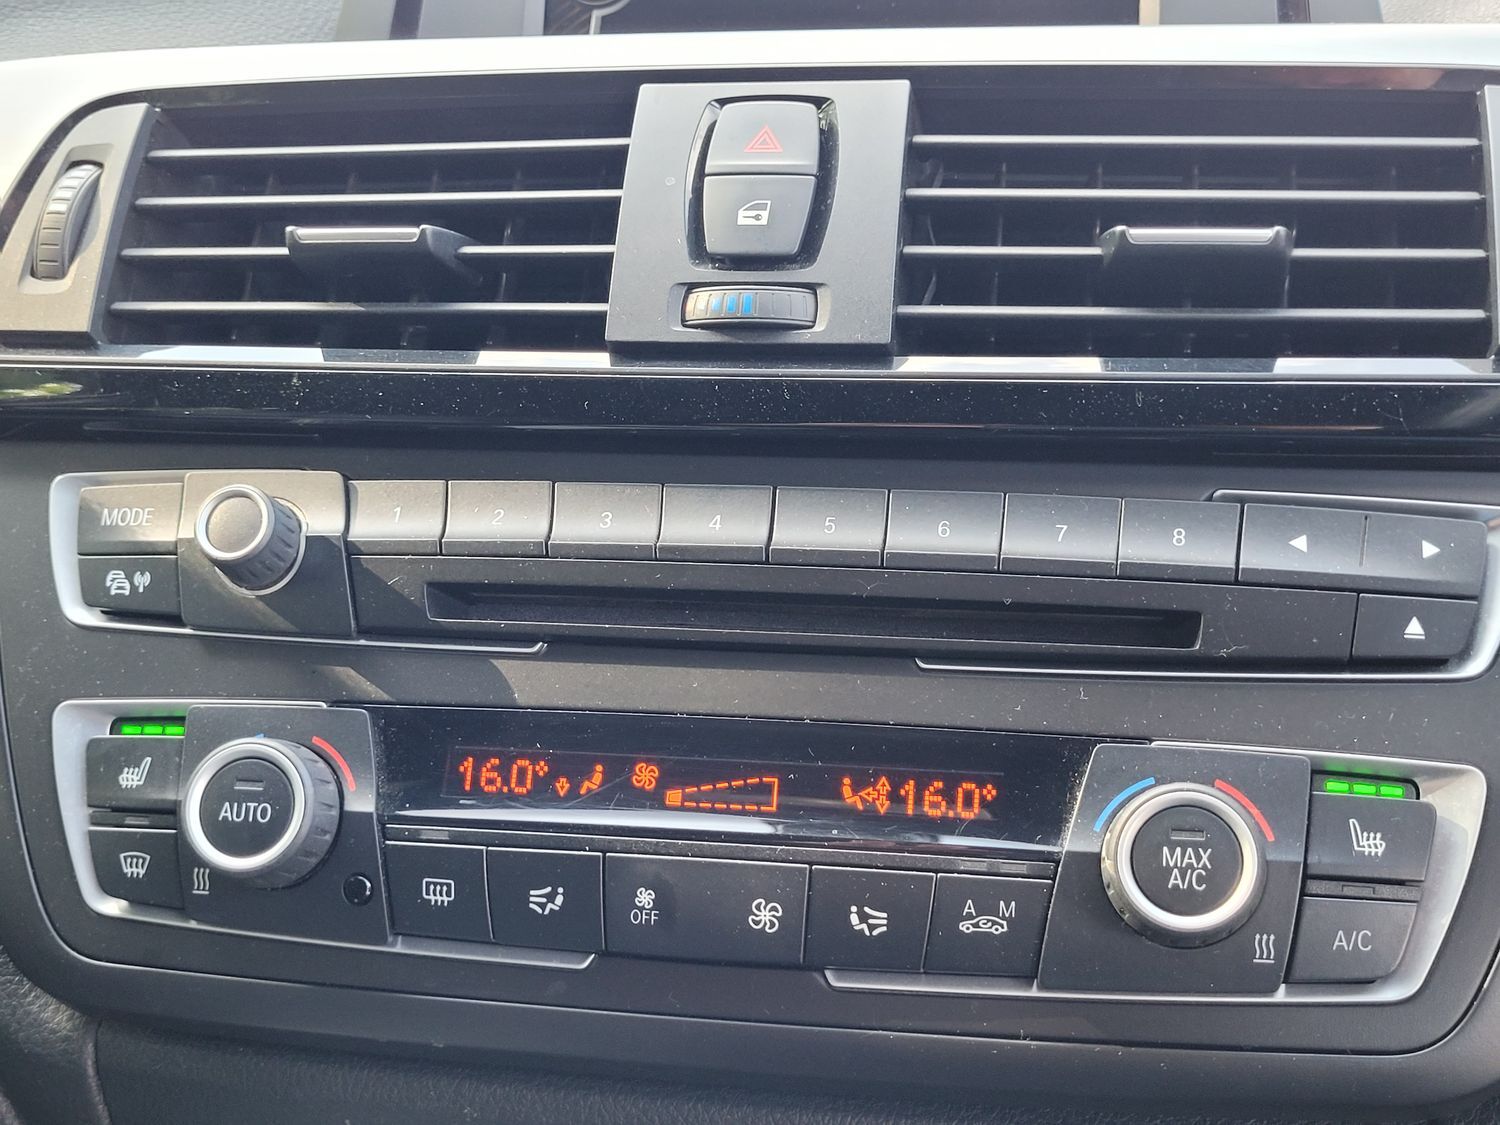 MODE 1 2 3 4 5 6 7 8
16.0° 16.0°
AUTO
MAX
A/C
OFF
A M
A/C